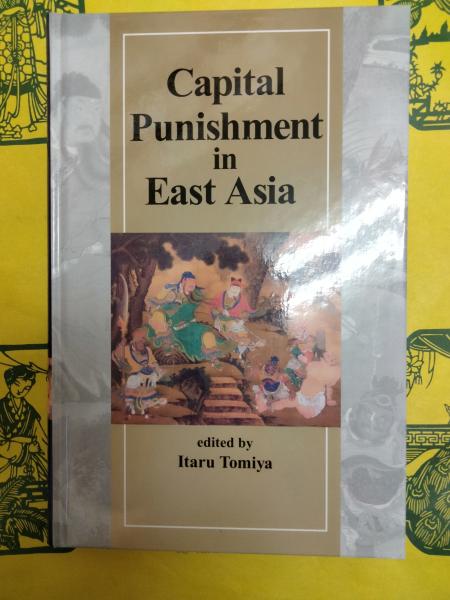 Capital
Punishment
in
East Asia
edited by
Itaru Tomiya